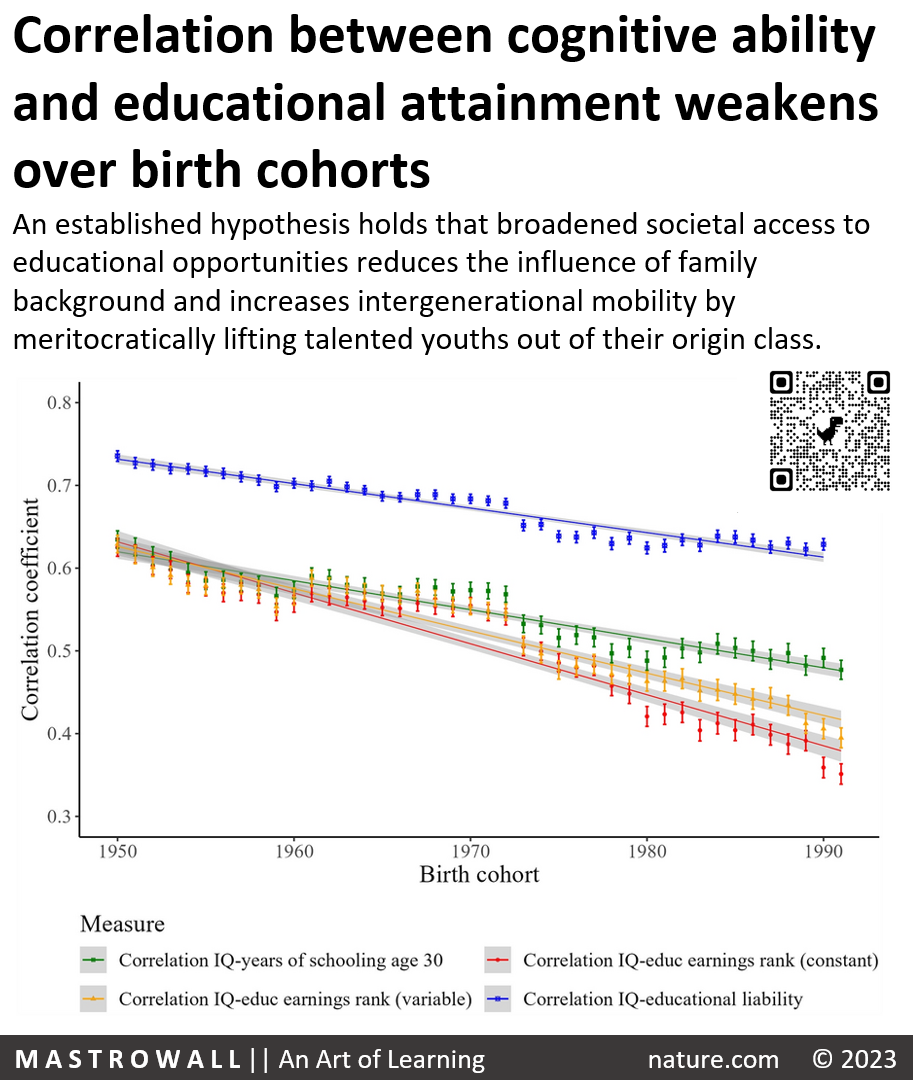 Correlation between cognitive ability
and educational attainment weakens
over birth cohorts
An established hypothesis holds that broadened societal access to
educational opportunities reduces the influence of family
background and increases intergenerational mobility by
meritocratically lifting talented youths out of their origin class.
Correlation coefficient
0.8
0.7
0.6
0.5
0.4
0.3
1950 1960 1970 1980 1990
Birth cohort
Measure
Correlation IQ-years of schooling age 30
Correlation IQ-educ earnings rank (constant)
Correlation IQ-educ earnings rank (variable)
Correlation IQ-educational liability
MASTROWALL || An Art of Learning nature.com © 2023